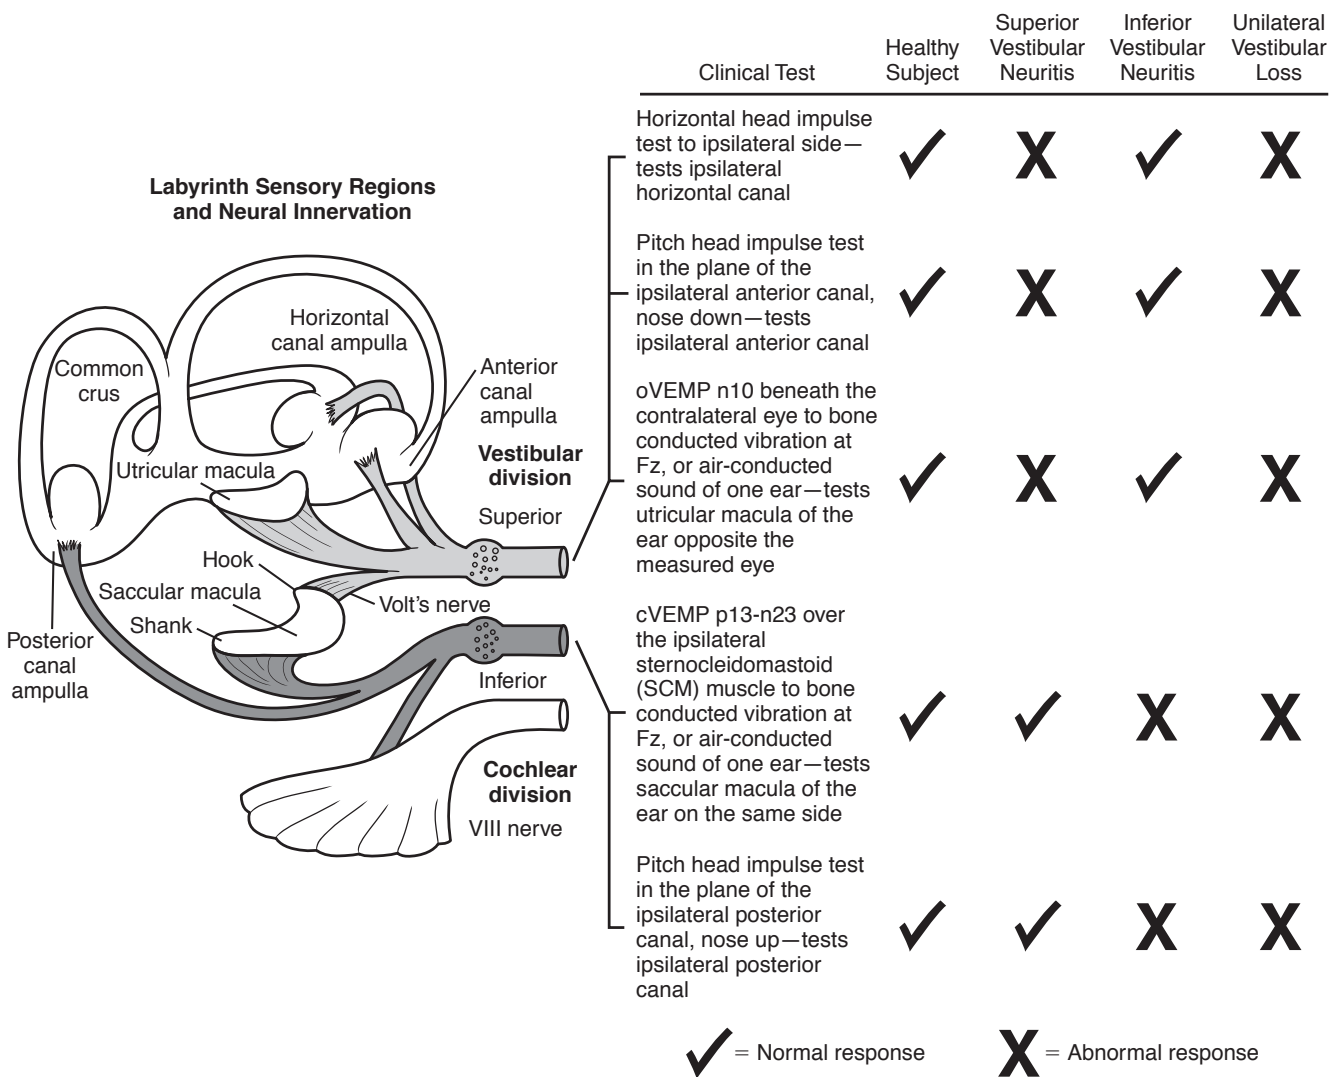 Labyrinth Sensory Regions
and Neural Innervation
Horizontal
canal ampulla
Common
crus
Anterior
canal
ampulla
Utricular macula
Vestibular
division
Superior
Hook
Saccular macula
Shank
Volt's nerve
Posterior
canal
ampulla
Inferior
Cochlear
division
VIII nerve
Clinical Test
Healthy
Subject
Superior
Vestibular
Neuritis
Inferior
Vestibular
Neuritis
Unilateral
Vestibular
Loss
Horizontal head impulse
test to ipsilateral side—
tests ipsilateral
horizontal canal
Pitch head impulse test
in the plane of the
ipsilateral anterior canal,
nose down—tests
ipsilateral anterior canal
oVEMP n10 beneath the
contralateral eye to bone
conducted vibration at
Fz, or air-conducted
sound of one ear—tests
utricular macula of the
ear opposite the
measured eye
cVEMP p13-n23 over
the ipsilateral
sternocleidomastoid
(SCM) muscle to bone
conducted vibration at
Fz, or air-conducted
sound of one ear—tests
saccular macula of the
ear on the same side
Pitch head impulse test
in the plane of the
ipsilateral posterior
canal, nose up—tests
ipsilateral posterior
canal
= Normal response
= Abnormal response